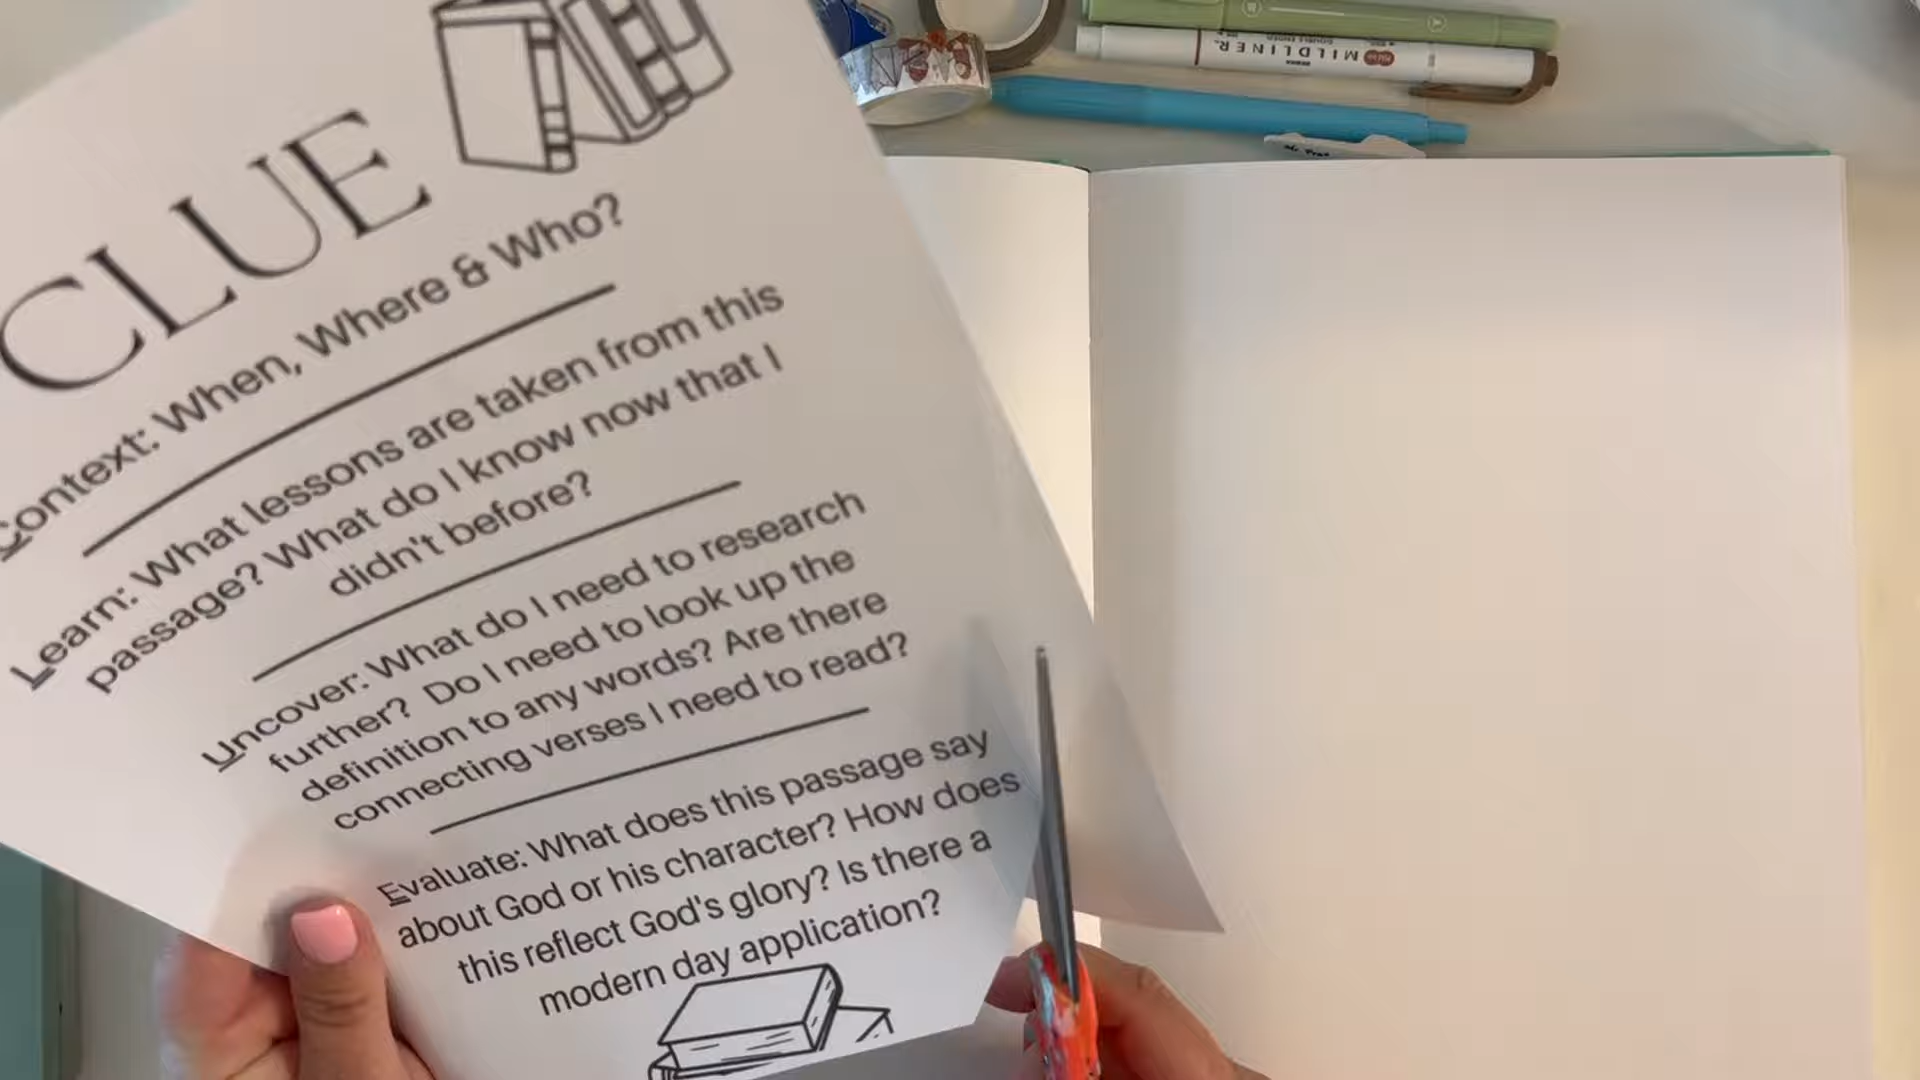 CLUE
Context: When, Where & Who?
Learn: What lessons are taken from this
passage? What do I know now that I
didn't before?
Uncover: What do I need to research
further? Do I need to look up the
definition to any words? Are there
connecting verses I need to read?
Evaluate: What does this passage say
about God or his character? How does
this reflect God's glory? Is there a
modern day application?
MILDLINER